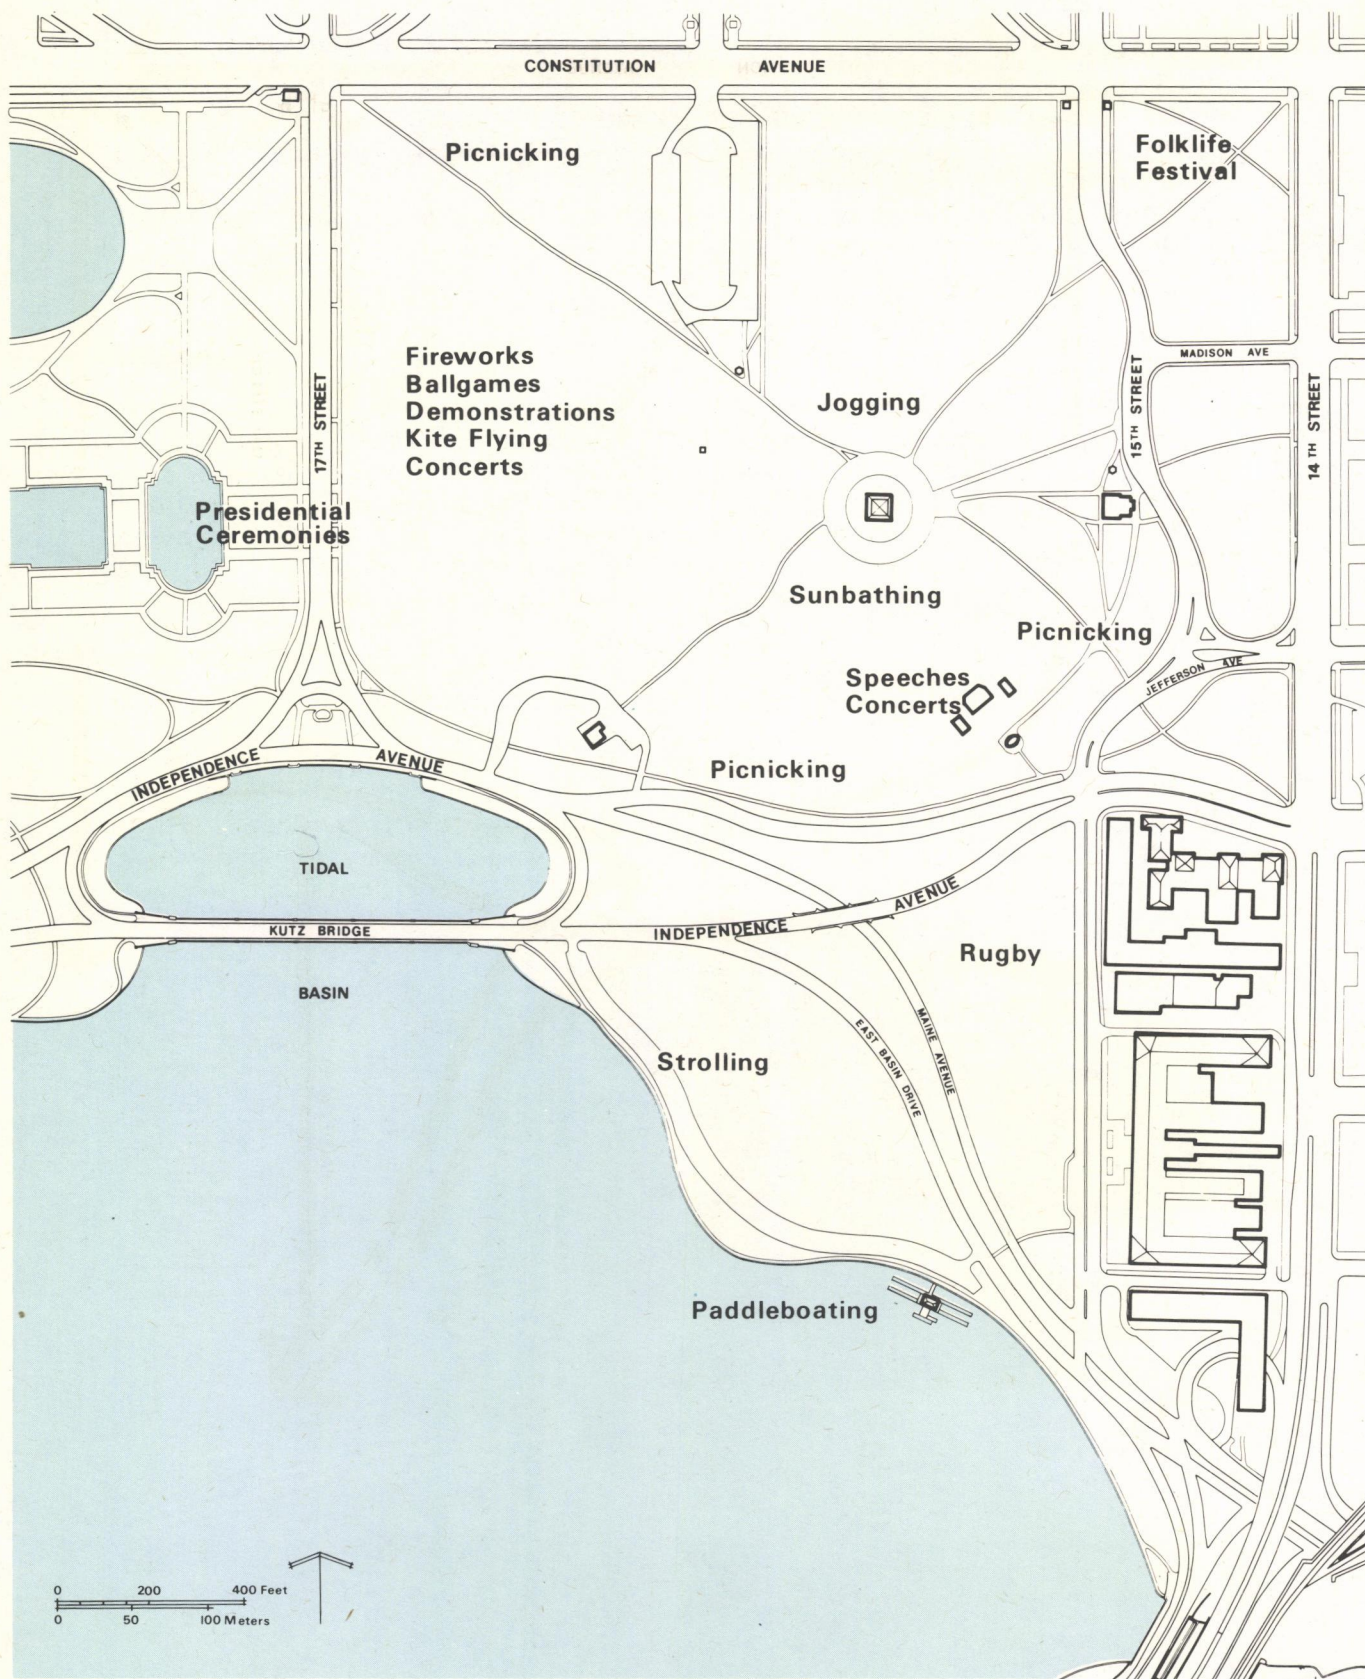 CONSTITUTION AVENUE
Picnicking
Folklife
Festival
Fireworks
Ballgames
Demonstrations
Kite Flying
Concerts
MADISON AVE
17TH STREET
15TH STREET
14TH STREET
Jogging
Presidential
Ceremonies
Sunbathing
Picnicking
Speeches
Concerts
JEFFERSON AVE
INDEPENDENCE AVENUE
Picnicking
TIDAL
KUTZ BRIDGE
INDEPENDENCE AVENUE
Rugby
BASIN
EAST BASIN DRIVE
MAINE AVENUE
Strolling
Paddleboating
0 200 400 Feet
0 50 100 Meters